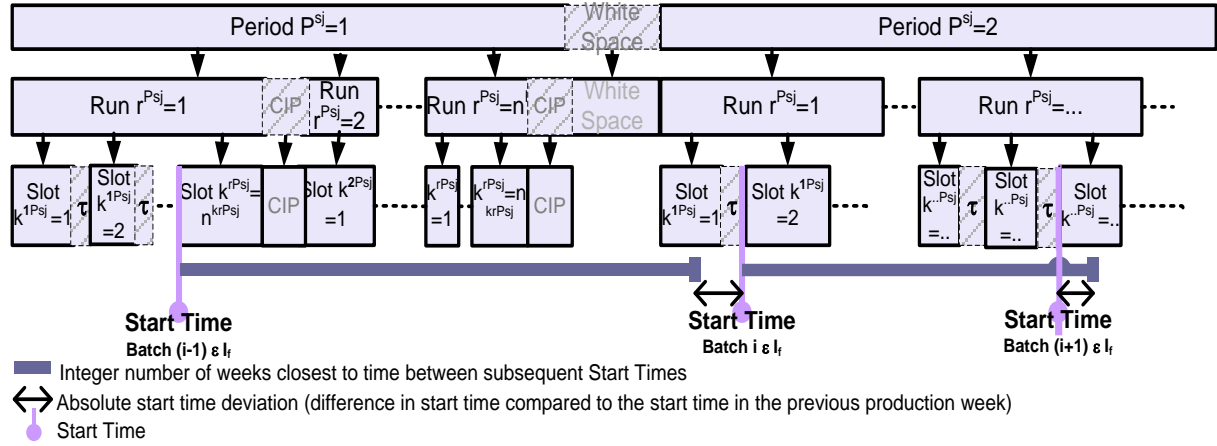 Period P^sj=1
White
Space
Period P^sj=2
Run r^Psj=1
CIP
Run
r^Psj=2
Run r^Psj=n
CIP
White
Space
Run r^Psj=1
Run r^Psj=...
Slot
k^1Psj=1
τ
Slot
k^1Psj
=2
τ
Slot k^rPsj=
n^krPsj
CIP
Slot k^2Psj
=1
k^rPsj
=1
k^rPsj=n
krPsj
CIP
Slot
k^1Psj=1
τ
Slot k^1Psj
=2
Slot
k^..Psj
=..
τ
Slot
k^..Psj
=..
τ
Slot
k^..Psj
=..
Start Time
Batch (i-1) ε I_f
Start Time
Batch i ε I_f
Start Time
Batch (i+1) ε I_f
Integer number of weeks closest to time between subsequent Start Times
Absolute start time deviation (difference in start time compared to the start time in the previous production week)
Start Time